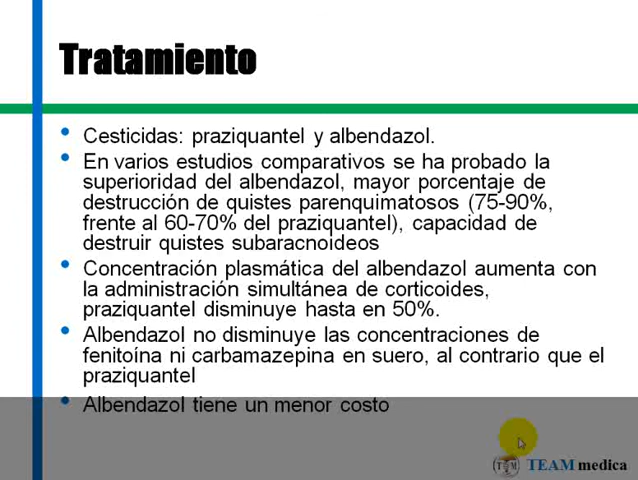 Tratamiento
• Cesticidas: praziquantel y albendazol.
• En varios estudios comparativos se ha probado la
superioridad del albendazol, mayor porcentaje de
destrucción de quistes parenquimatosos (75-90%,
frente al 60-70% del praziquantel), capacidad de
destruir quistes subaracnoideos
• Concentración plasmática del albendazol aumenta con
la administración simultánea de corticoides,
praziquantel disminuye hasta en 50%.
• Albendazol no disminuye las concentraciones de
fenitoína ni carbamazepina en suero, al contrario que el
praziquantel
• Albendazol tiene un menor costo
TEAM medica